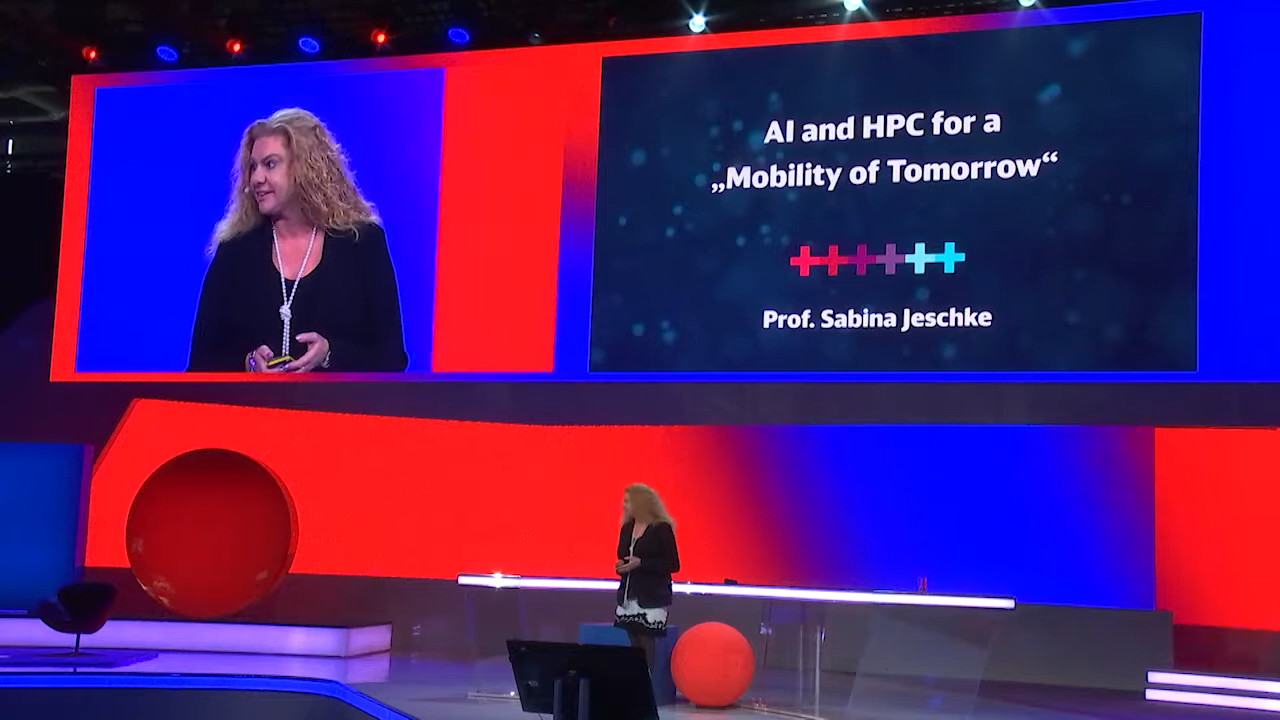 AI and HPC for a
„Mobility of Tomorrow“
Prof. Sabina Jeschke